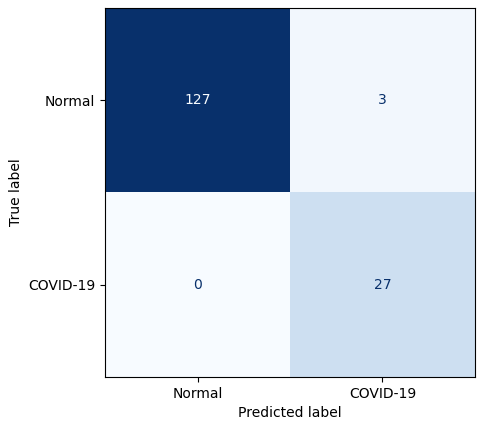 127 3
Normal
True label
COVID-19
0 27
Normal COVID-19
Predicted label